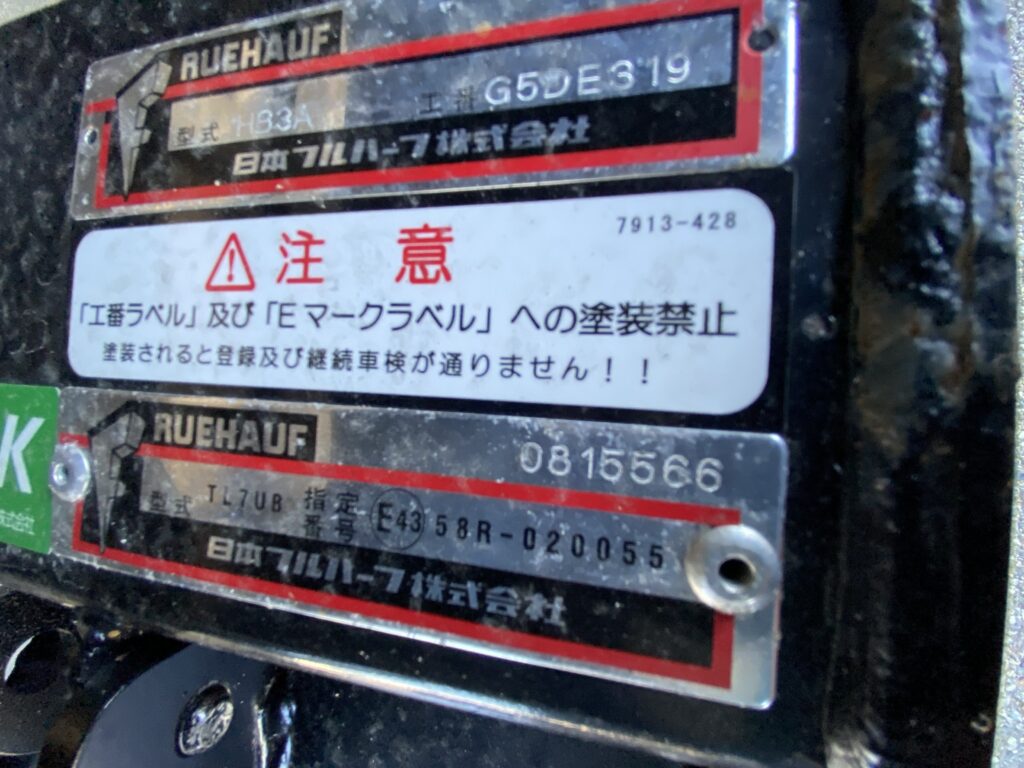 RUEHAUF
型式 HB3A 工番 G5DE319
日本フルハーフ株式会社
7913-428
注意
「工番ラベル」及び「Eマークラベル」への塗装禁止
塗装されると登録及び継続車検が通りません!!
RUEHAUF
0815566
型式 TL7UB 指定番号 E43 58R-020055
日本フルハーフ株式会社
K
株式会社